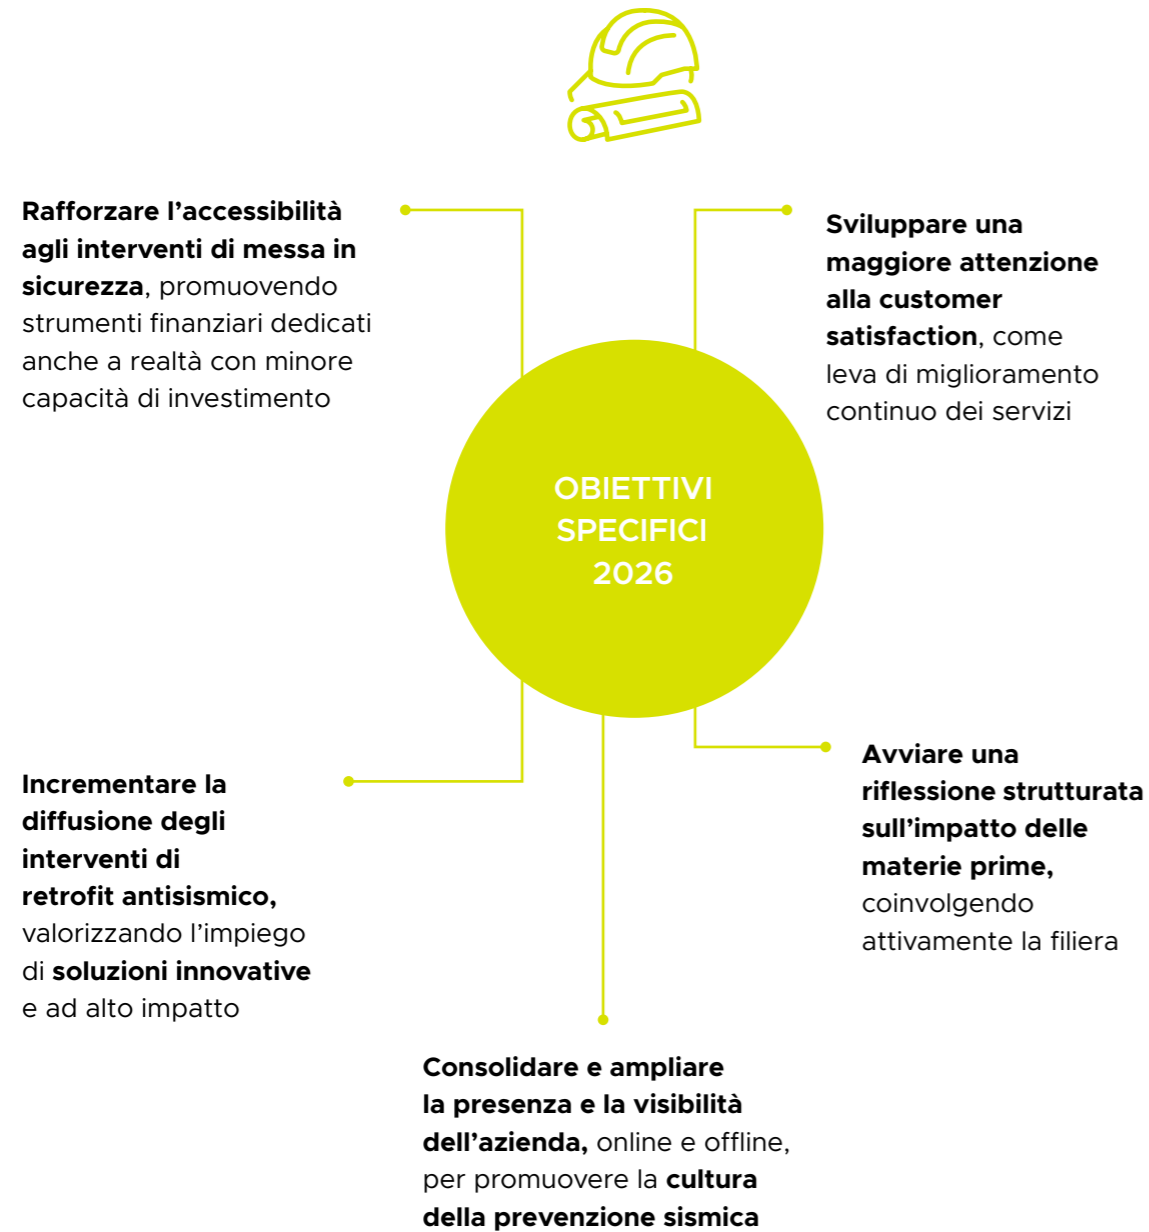 Rafforzare l’accessibilità
agli interventi di messa in
sicurezza, promuovendo
strumenti finanziari dedicati
anche a realtà con minore
capacità di investimento
Sviluppare una
maggiore attenzione
alla customer
satisfaction, come
leva di miglioramento
continuo dei servizi
OBIETTIVI
SPECIFICI
2026
Incrementare la
diffusione degli
interventi di
retrofit antisismico,
valorizzando l’impiego
di soluzioni innovative
e ad alto impatto
Avviare una
riflessione strutturata
sull’impatto delle
materie prime,
coinvolgendo
attivamente la filiera
Consolidare e ampliare
la presenza e la visibilità
dell’azienda, online e offline,
per promuovere la cultura
della prevenzione sismica